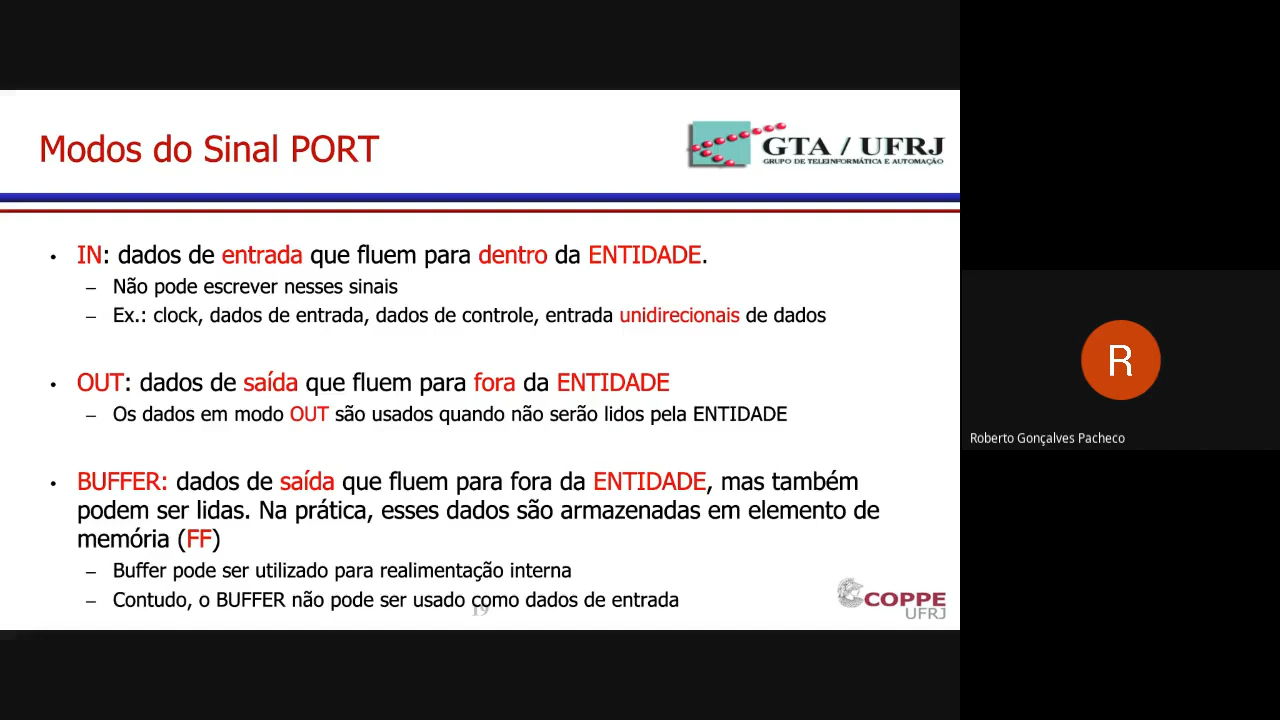 Modos do Sinal PORT
GTA / UFRJ
GRUPO DE TELEINFORMÁTICA E AUTOMAÇÃO
• IN: dados de entrada que fluem para dentro da ENTIDADE.
– Não pode escrever nesses sinais
– Ex.: clock, dados de entrada, dados de controle, entrada unidirecionais de dados
• OUT: dados de saída que fluem para fora da ENTIDADE
– Os dados em modo OUT são usados quando não serão lidos pela ENTIDADE
• BUFFER: dados de saída que fluem para fora da ENTIDADE, mas também
podem ser lidas. Na prática, esses dados são armazenadas em elemento de
memória (FF)
– Buffer pode ser utilizado para realimentação interna
– Contudo, o BUFFER não pode ser usado como dados de entrada
19
COPPE
UFRJ
R
Roberto Gonçalves Pacheco